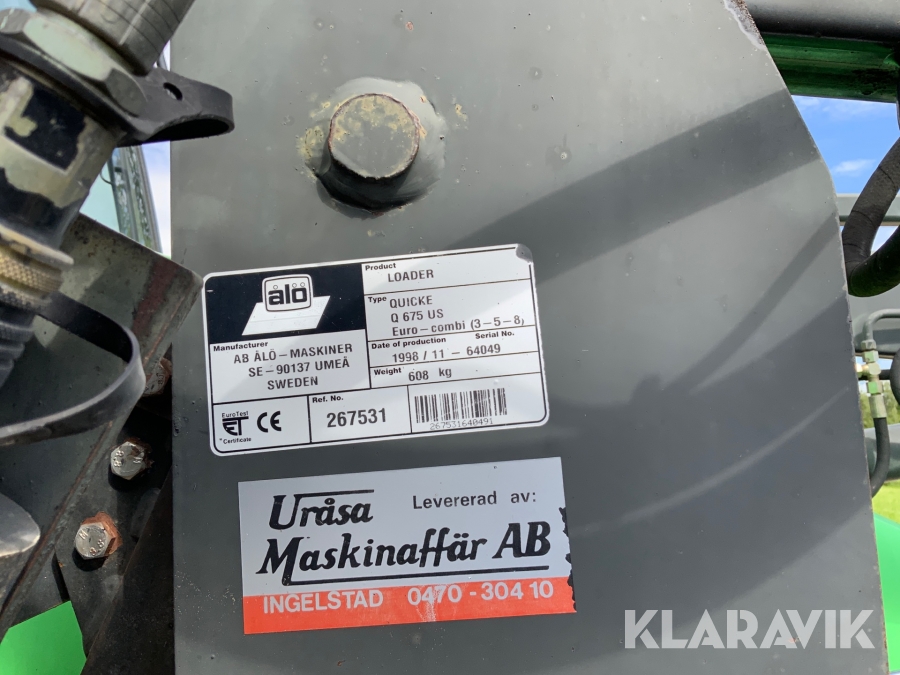 Product
LOADER
ålö
Type QUICKE
Q 675 US
Euro-combi (3-5-8)
Manufacturer
AB ÅLÖ-MASKINER
SE-90137 UMEÅ
SWEDEN
Date of production Serial No.
1998/11-64049
Weight 608 kg
EuroTest
ET CE
*Certificate
Ref. No.
267531
267531640491
Uråsa
Levererad av:
Maskinaffär AB
INGELSTAD 0470-304 10
KLARAVIK